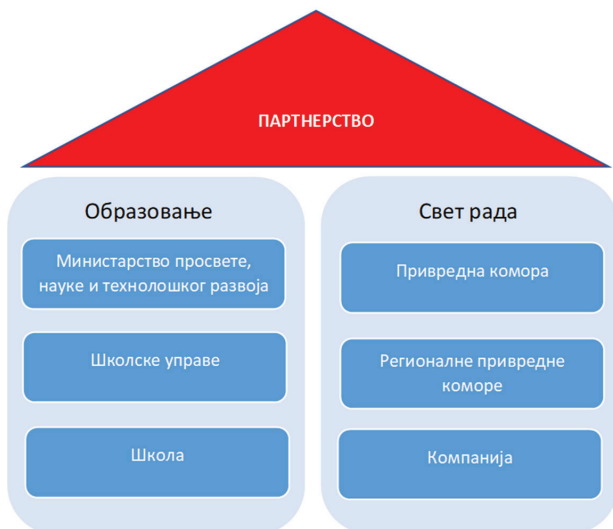 ПАРТНЕРСТВО
Образовање
Министарство просвете,
науке и технолошког развоја
Школске управе
Школа
Свет рада
Привредна комора
Регионалне привредне
коморе
Компанија